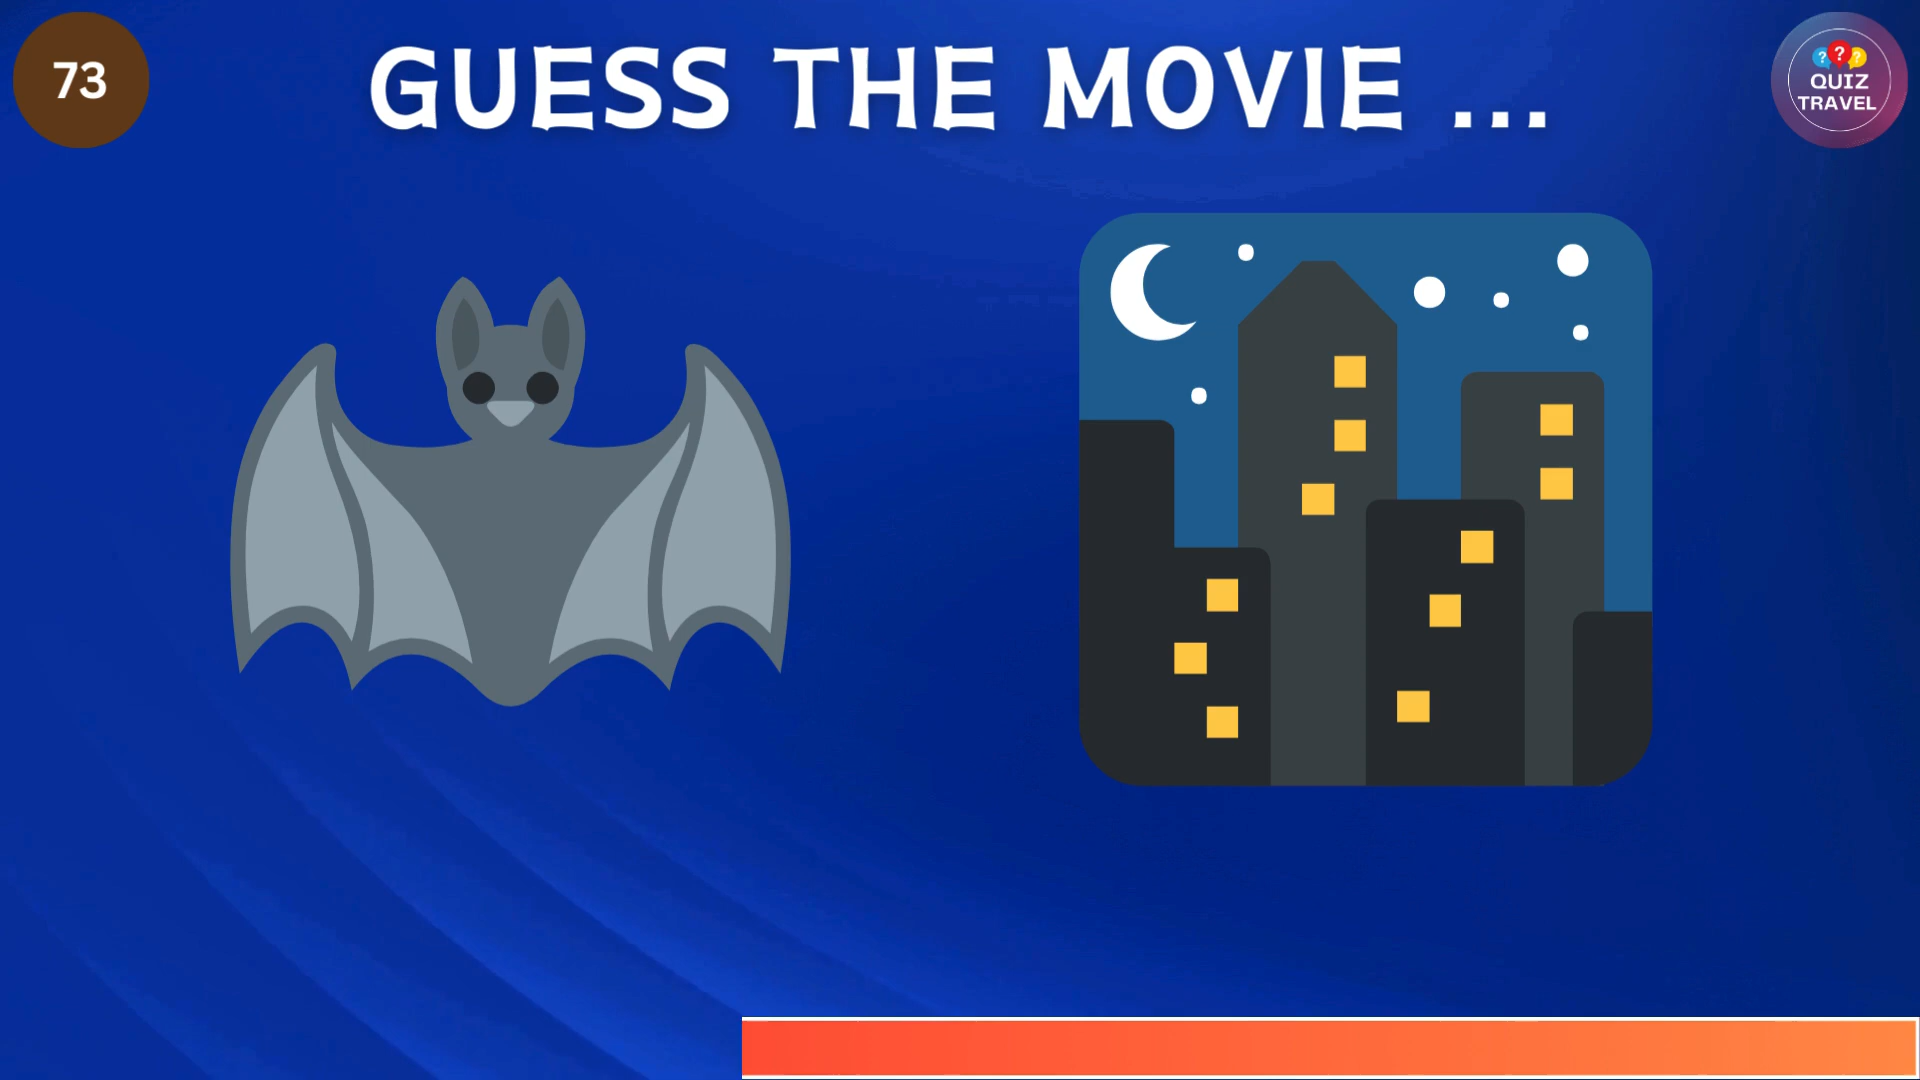 73
GUESS THE MOVIE ...
? ? ?
QUIZ
TRAVEL